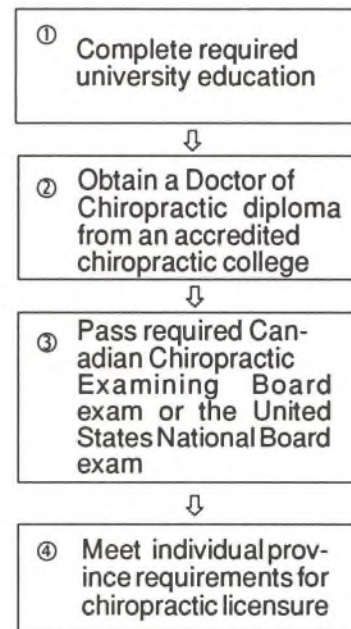 ① Complete required
university education
② Obtain a Doctor of
Chiropractic diploma
from an accredited
chiropractic college
③ Pass required Can-
adian Chiropractic
Examining Board
exam or the United
States National Board
exam
④ Meet individual prov-
ince requirements for
chiropractic licensure